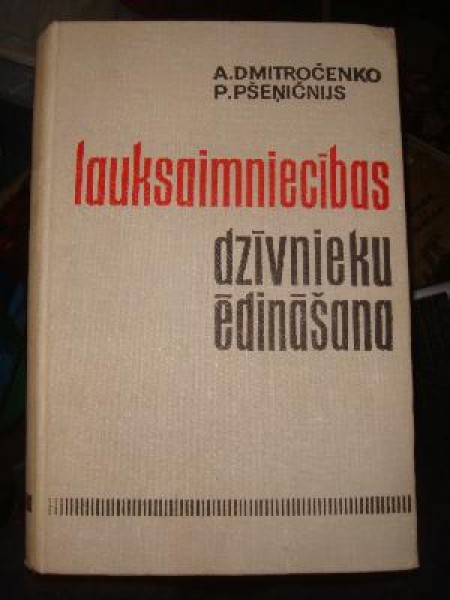 A.DMITROČENKO
P.PŠEŅIČNIJS
lauksaimniecības
dzīvnieku
ēdināšana